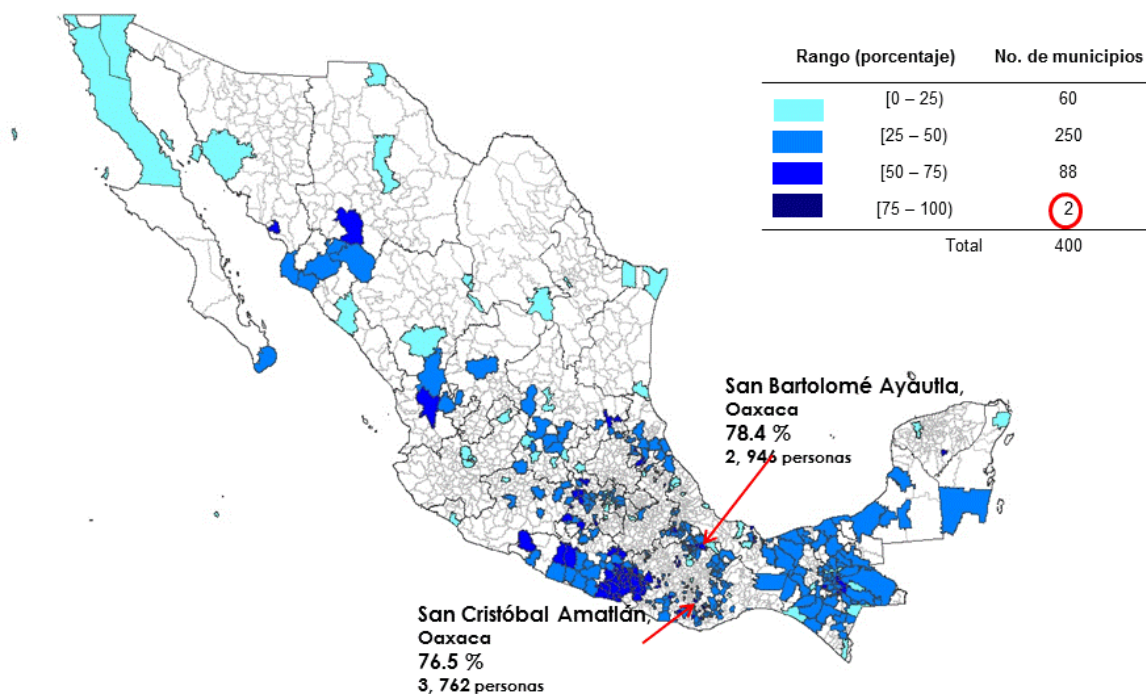 Rango (porcentaje) No. de municipios
[0 – 25) 60
[25 – 50) 250
[50 – 75) 88
[75 – 100) 2
Total 400
San Bartolomé Ayautla,
Oaxaca
78.4 %
2, 946 personas
San Cristóbal Amatlán,
Oaxaca
76.5 %
3, 762 personas